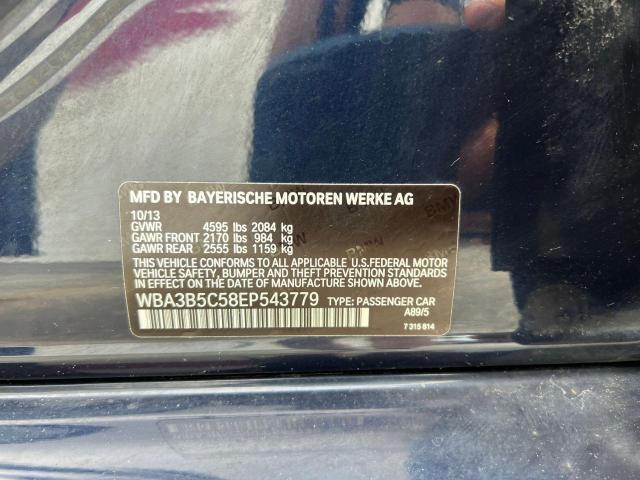 MFD BY BAYERISCHE MOTOREN WERKE AG
10/13
GVWR 4595 lbs 2084 kg
GAWR FRONT 2170 lbs 984 kg
GAWR REAR 2555 lbs 1159 kg
THIS VEHICLE CONFORMS TO ALL APPLICABLE U.S.FEDERAL MOTOR
VEHICLE SAFETY, BUMPER AND THEFT PREVENTION STANDARDS
IN EFFECT ON THE DATE OF MANUFACTURE SHOWN ABOVE.
WBA3B5C58EP543779 TYPE: PASSENGER CAR
A89/5
7 315 814